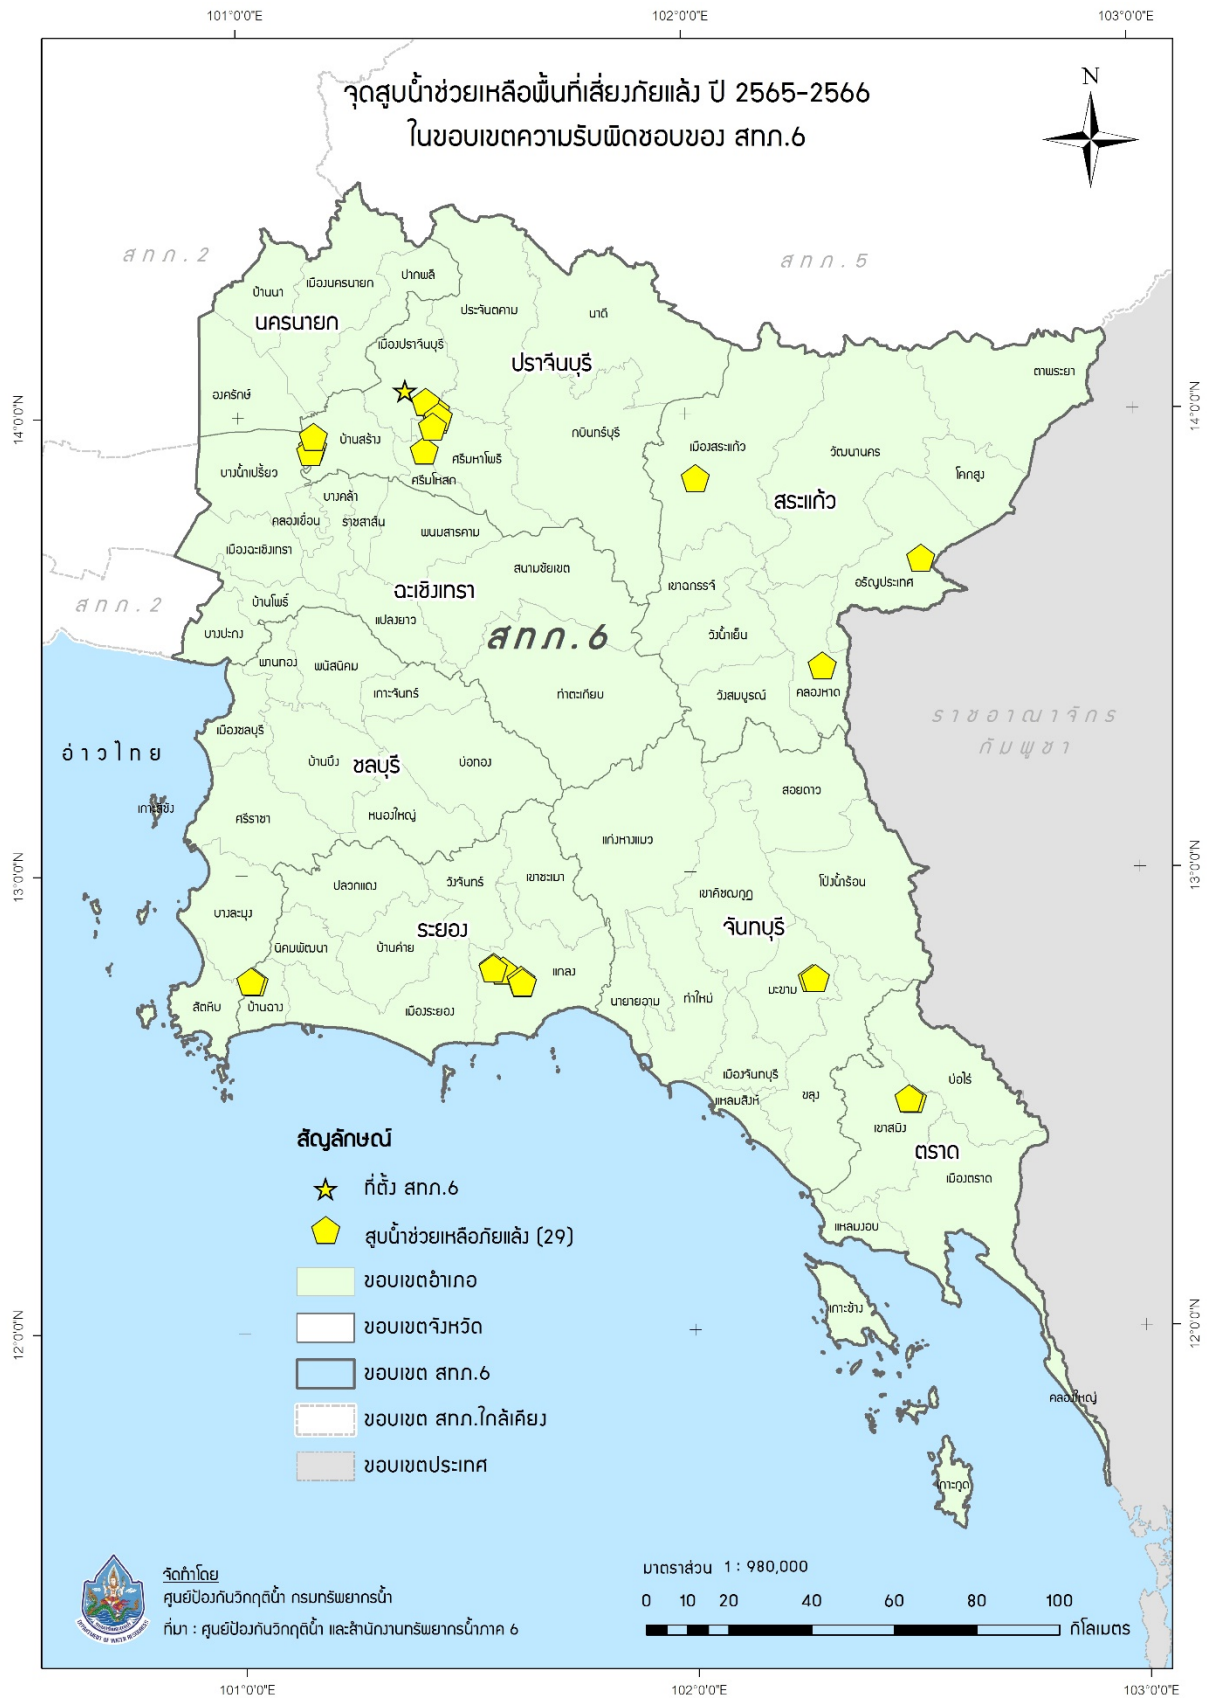 101°0'0"E
102°0'0"E
103°0'0"E
จุดสูบน้ำช่วยเหลือพื้นที่เสี่ยงภัยแล้ง ปี 2565-2566
ในขอบเขตความรับผิดชอบของ สทภ.6
N
สทภ.2
สทภ.5
ปากพลี
เมืองนครนายก
บ้านนา
นครนายก
ประจันตคาม
นาดี
เมืองปราจีนบุรี
ปราจีนบุรี
ตาพระยา
องครักษ์
14°0'0"N
14°0'0"N
บ้านสร้าง
กบินทร์บุรี
เมืองสระแก้ว
วัฒนานคร
ศรีมหาโพธิ
โคกสูง
บางน้ำเปรี้ยว
ศรีมโหสถ
บางคล้า
สระแก้ว
คลองเขื่อน
ราชสาส์น
พนมสารคาม
เมืองฉะเชิงเทรา
สนามชัยเขต
อรัญประเทศ
ฉะเชิงเทรา
เขาฉกรรจ์
สทภ.2
บ้านโพธิ์
แปลงยาว
สทภ.6
บางปะกง
วังน้ำเย็น
พานทอง
พนัสนิคม
เกาะจันทร์
ท่าตะเกียบ
วังสมบูรณ์
คลองหาด
ราชอาณาจักร
กัมพูชา
เมืองชลบุรี
อ่าวไทย
บ้านบึง
ชลบุรี
บ่อทอง
สอยดาว
เกาะสีชัง
ศรีราชา
หนองใหญ่
แก่งหางแมว
13°0'0"N
13°0'0"N
ปลวกแดง
วังจันทร์
เขาชะเมา
เขาคิชฌกูฏ
โป่งน้ำร้อน
บางละมุง
ระยอง
จันทบุรี
นิคมพัฒนา
บ้านค่าย
แกลง
มะขาม
สัตหีบ
บ้านฉาง
เมืองระยอง
นายายอาม
ท่าใหม่
เมืองจันทบุรี
บ่อไร่
แหลมสิงห์
ขลุง
เขาสมิง
ตราด
เมืองตราด
แหลมงอบ
เกาะช้าง
คลองใหญ่
เกาะกูด
12°0'0"N
12°0'0"N
สัญลักษณ์
ที่ตั้ง สทภ.6
สูบน้ำช่วยเหลือภัยแล้ง (29)
ขอบเขตอำเภอ
ขอบเขตจังหวัด
ขอบเขต สทภ.6
ขอบเขต สทภ.ใกล้เคียง
ขอบเขตประเทศ
จัดทำโดย
ศูนย์ป้องกันวิกฤติน้ำ กรมทรัพยากรน้ำ
ที่มา : ศูนย์ป้องกันวิกฤติน้ำ และสำนักงานทรัพยากรน้ำภาค 6
DEPARTMENT OF WATER RESOURCES
มาตราส่วน 1 : 980,000
0 10 20 40 60 80 100
กิโลเมตร
101°0'0"E
102°0'0"E
103°0'0"E